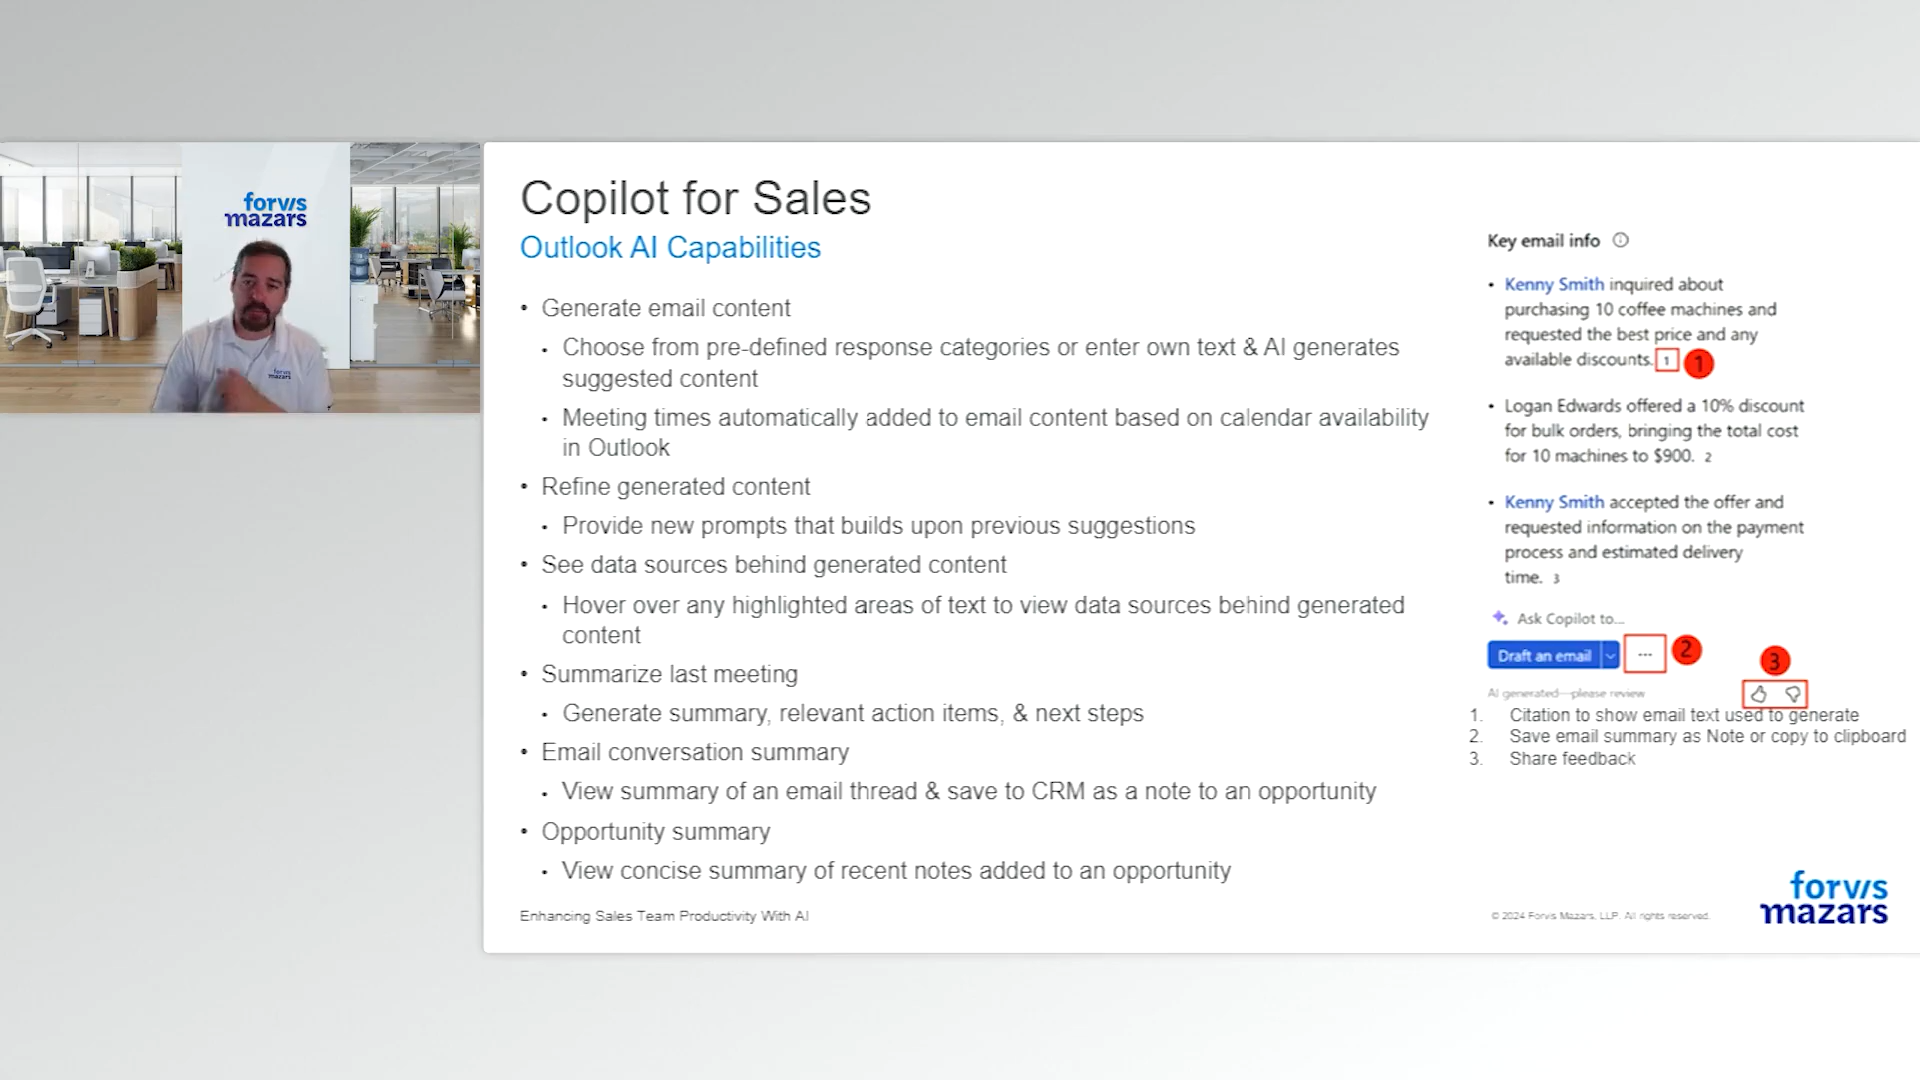 forvis
mazars
forvis
mazars
Copilot for Sales
Outlook AI Capabilities
• Generate email content
• Choose from pre-defined response categories or enter own text & AI generates
suggested content
• Meeting times automatically added to email content based on calendar availability
in Outlook
• Refine generated content
• Provide new prompts that builds upon previous suggestions
• See data sources behind generated content
• Hover over any highlighted areas of text to view data sources behind generated
content
• Summarize last meeting
• Generate summary, relevant action items, & next steps
• Email conversation summary
• View summary of an email thread & save to CRM as a note to an opportunity
• Opportunity summary
• View concise summary of recent notes added to an opportunity
Enhancing Sales Team Productivity With AI
Key email info
• Kenny Smith inquired about
purchasing 10 coffee machines and
requested the best price and any
available discounts. 1 1
• Logan Edwards offered a 10% discount
for bulk orders, bringing the total cost
for 10 machines to $900. 2
• Kenny Smith accepted the offer and
requested information on the payment
process and estimated delivery
time. 3
Ask Copilot to...
Draft an email ... 2
3
AI generated—please review
1. Citation to show email text used to generate
2. Save email summary as Note or copy to clipboard
3. Share feedback
© 2024 Forvis Mazars, LLP. All rights reserved.
forvis
mazars